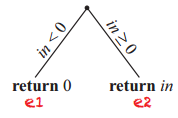 in < 0
in ≥ 0
return 0
return in
e1
e2